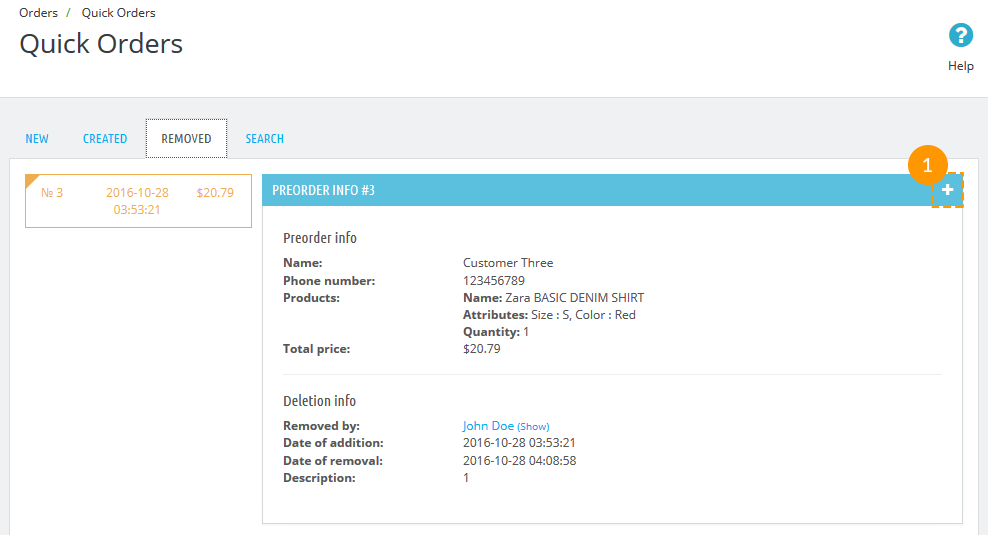 Orders / Quick Orders
Quick Orders
?
Help
NEW CREATED REMOVED SEARCH
№ 3 2016-10-28 $20.79
03:53:21
PREORDER INFO #3
1
+
Preorder info
Name: Customer Three
Phone number: 123456789
Products: Name: Zara BASIC DENIM SHIRT
Attributes: Size : S, Color : Red
Quantity: 1
Total price: $20.79
Deletion info
Removed by: John Doe (Show)
Date of addition: 2016-10-28 03:53:21
Date of removal: 2016-10-28 04:08:58
Description: 1